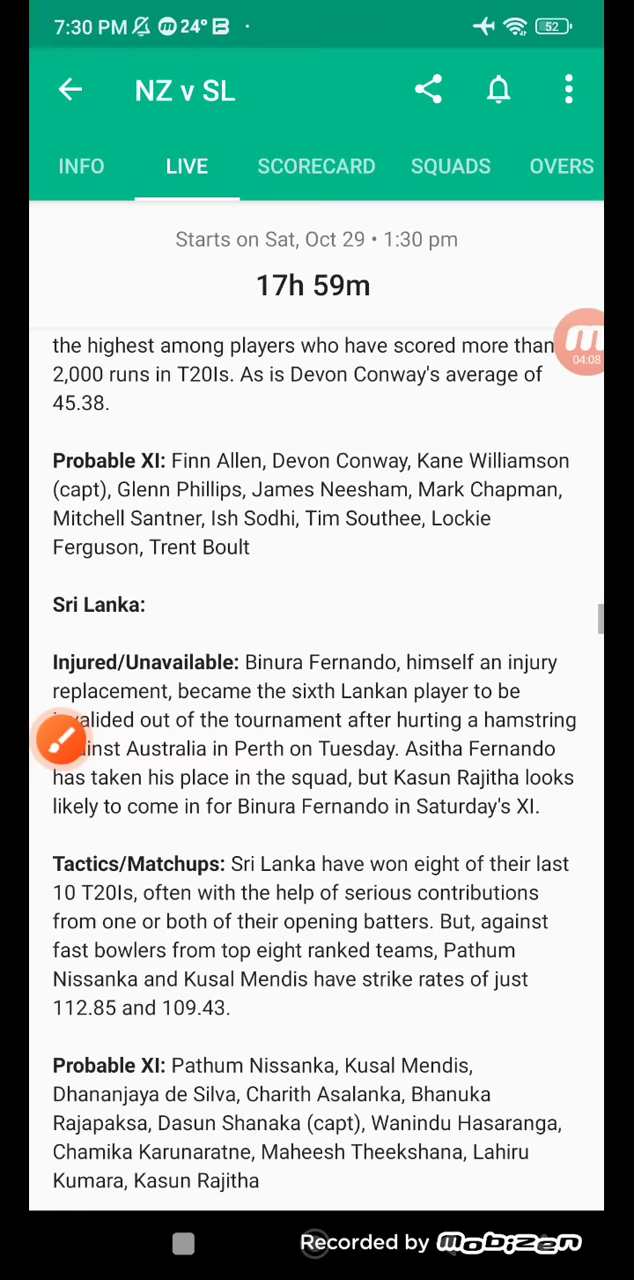 7:30 PM 24°
NZ v SL
INFO LIVE SCORECARD SQUADS OVERS
Starts on Sat, Oct 29 • 1:30 pm
17h 59m
the highest among players who have scored more than
2,000 runs in T20Is. As is Devon Conway's average of
45.38.
04:08
Probable XI: Finn Allen, Devon Conway, Kane Williamson
(capt), Glenn Phillips, James Neesham, Mark Chapman,
Mitchell Santner, Ish Sodhi, Tim Southee, Lockie
Ferguson, Trent Boult
Sri Lanka:
Injured/Unavailable: Binura Fernando, himself an injury
replacement, became the sixth Lankan player to be
alided out of the tournament after hurting a hamstring
inst Australia in Perth on Tuesday. Asitha Fernando
has taken his place in the squad, but Kasun Rajitha looks
likely to come in for Binura Fernando in Saturday's XI.
Tactics/Matchups: Sri Lanka have won eight of their last
10 T20Is, often with the help of serious contributions
from one or both of their opening batters. But, against
fast bowlers from top eight ranked teams, Pathum
Nissanka and Kusal Mendis have strike rates of just
112.85 and 109.43.
Probable XI: Pathum Nissanka, Kusal Mendis,
Dhananjaya de Silva, Charith Asalanka, Bhanuka
Rajapaksa, Dasun Shanaka (capt), Wanindu Hasaranga,
Chamika Karunaratne, Maheesh Theekshana, Lahiru
Kumara, Kasun Rajitha
Recorded by mobizen